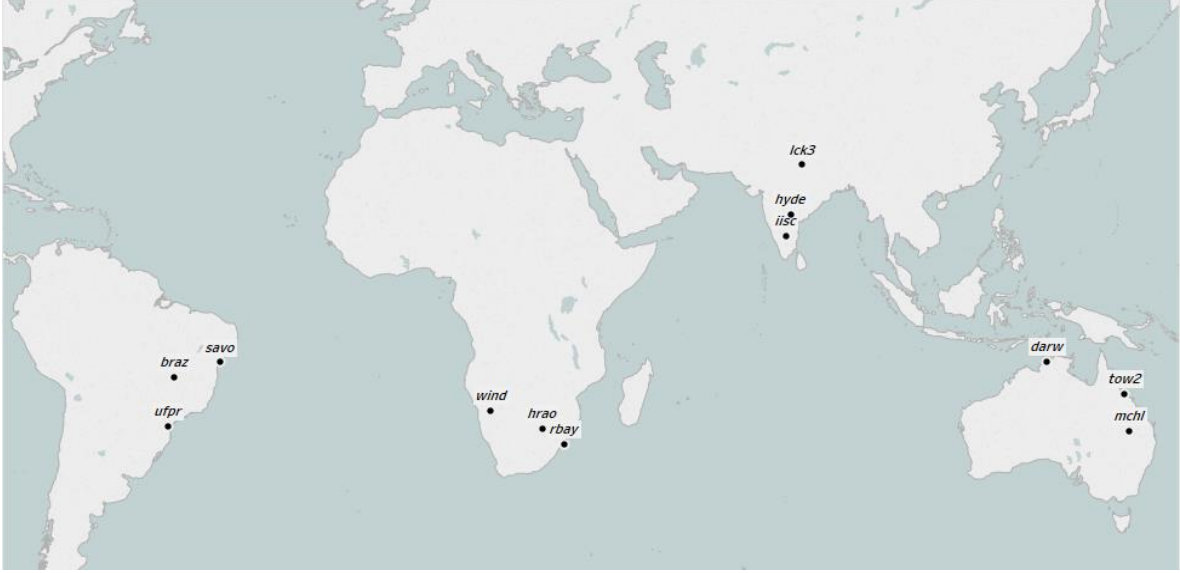 lck3
hyde
iisc
savo
braz
ufpr
wind
hrao
rbay
darw
tow2
mchl